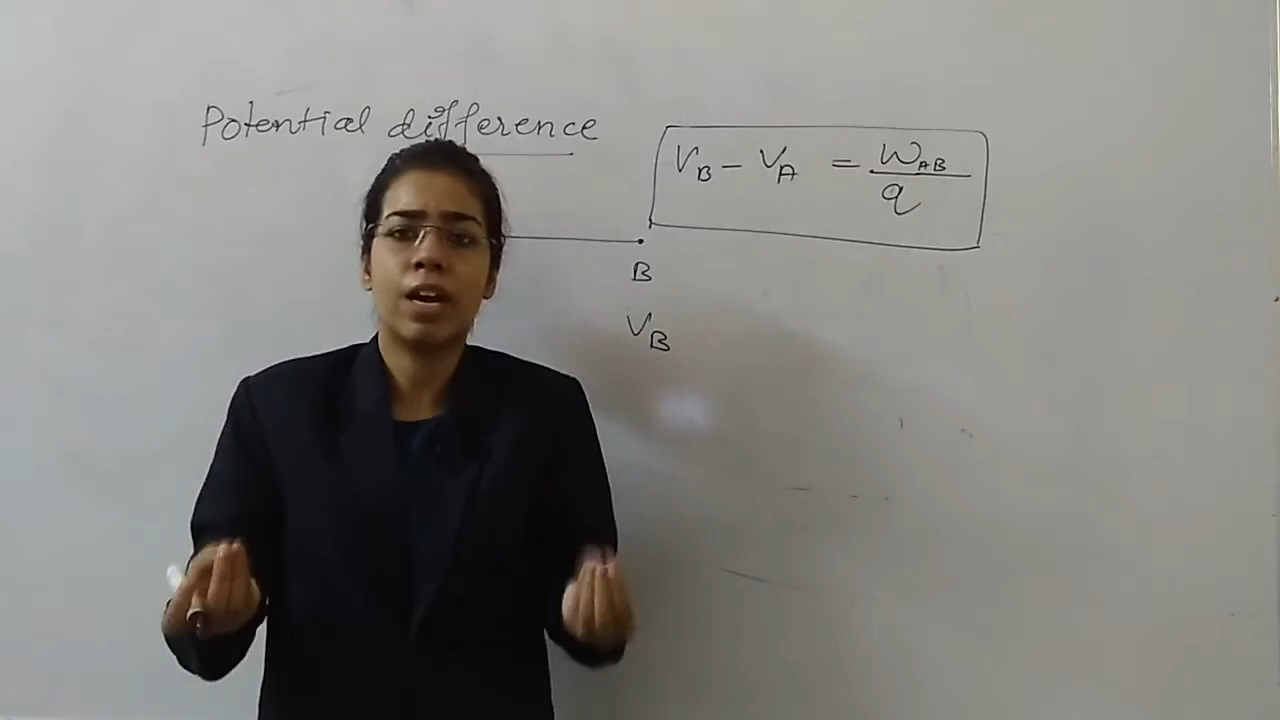 Potential difference
V_B - V_A = W_AB / q
B
V_B